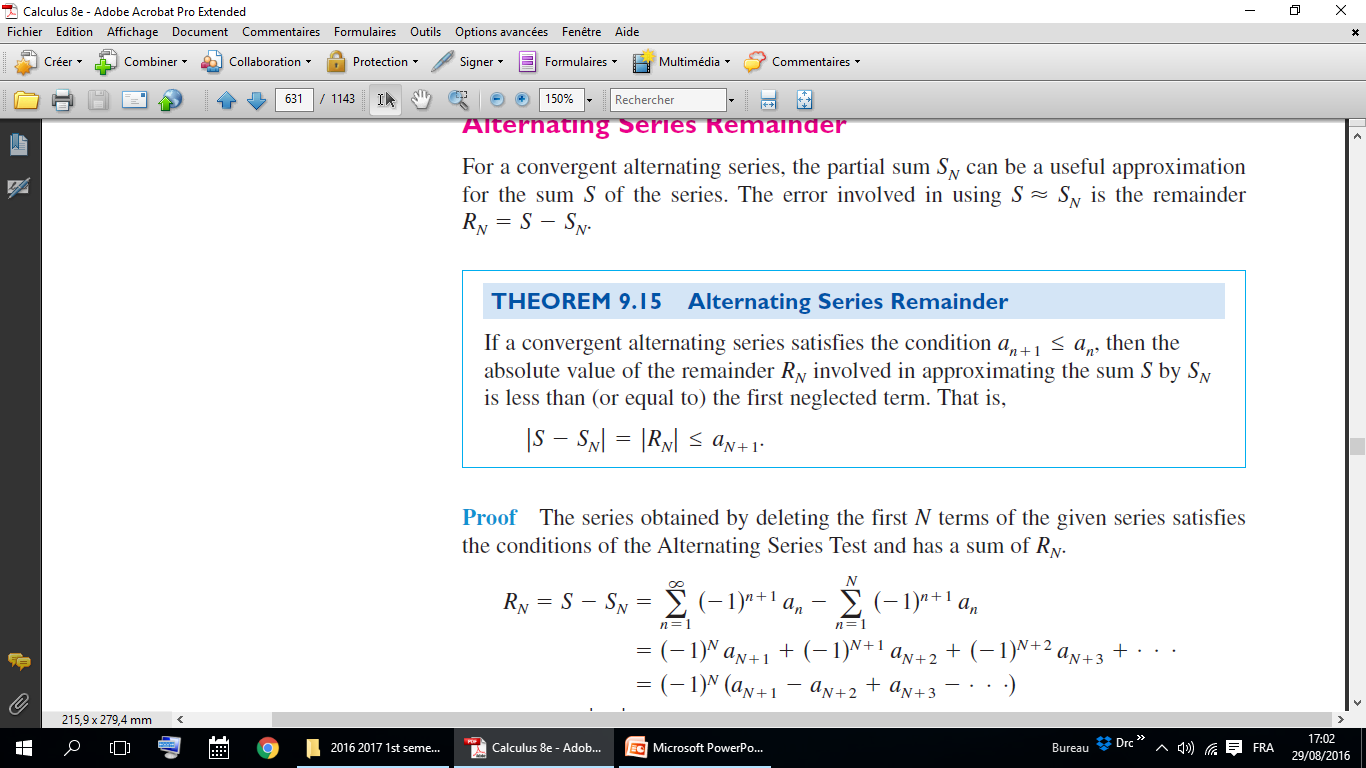 Calculus 8e - Adobe Acrobat Pro Extended
Fichier Edition Affichage Document Commentaires Formulaires Outils Options avancées Fenêtre Aide
Créer Combiner Collaboration Protection Signer Formulaires Multimédia Commentaires
631 / 1143 150% Rechercher
Alternating Series Remainder
For a convergent alternating series, the partial sum S_N can be a useful approximation
for the sum S of the series. The error involved in using S ≈ S_N is the remainder
R_N = S − S_N.
THEOREM 9.15 Alternating Series Remainder
If a convergent alternating series satisfies the condition a_{n+1} ≤ a_n, then the
absolute value of the remainder R_N involved in approximating the sum S by S_N
is less than (or equal to) the first neglected term. That is,
|S − S_N| = |R_N| ≤ a_{N+1}.
Proof The series obtained by deleting the first N terms of the given series satisfies
the conditions of the Alternating Series Test and has a sum of R_N.
R_N = S − S_N = ∑_{n=1}^{∞} (−1)^{n+1} a_n − ∑_{n=1}^{N} (−1)^{n+1} a_n
= (−1)^N a_{N+1} + (−1)^{N+1} a_{N+2} + (−1)^{N+2} a_{N+3} + · · ·
= (−1)^N (a_{N+1} − a_{N+2} + a_{N+3} − · · ·)
215,9 x 279,4 mm
2016 2017 1st seme... Calculus 8e - Adob... Microsoft PowerPo... Bureau Drc FRA 17:02
29/08/2016